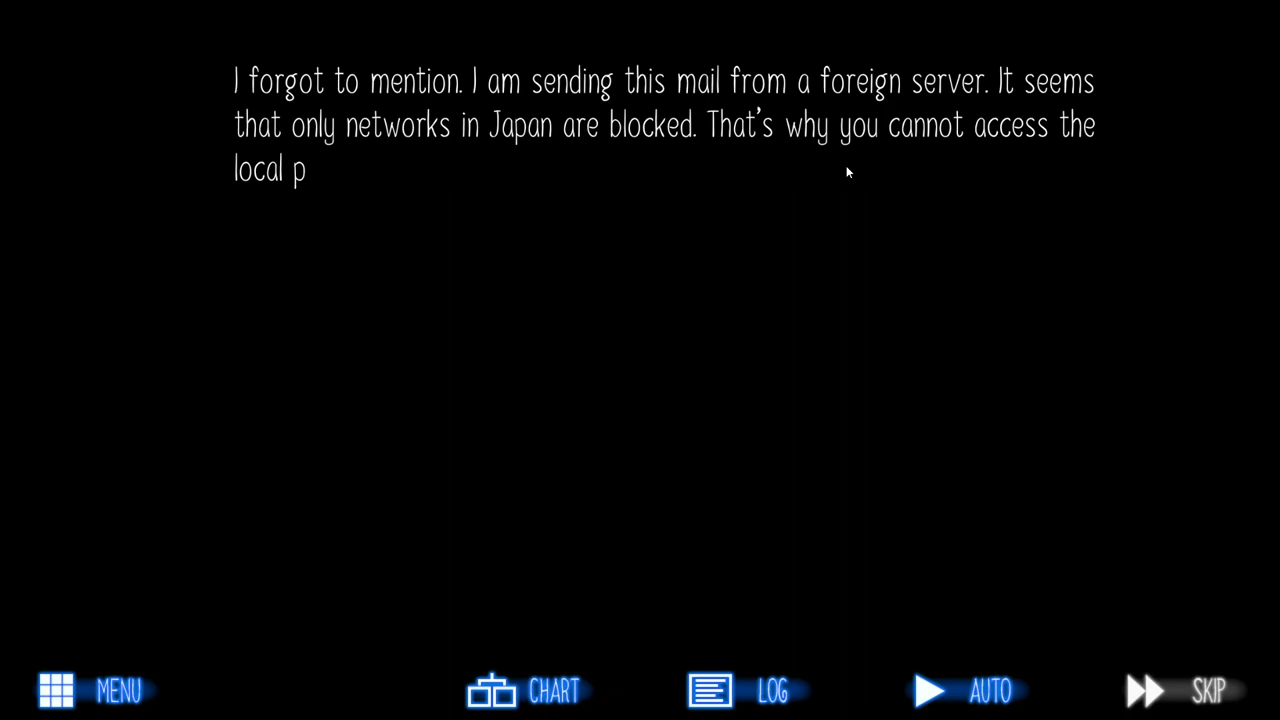 I forgot to mention. I am sending this mail from a foreign server. It seems
that only networks in Japan are blocked. That's why you cannot access the
local p
MENU
CHART
LOG
AUTO
SKIP